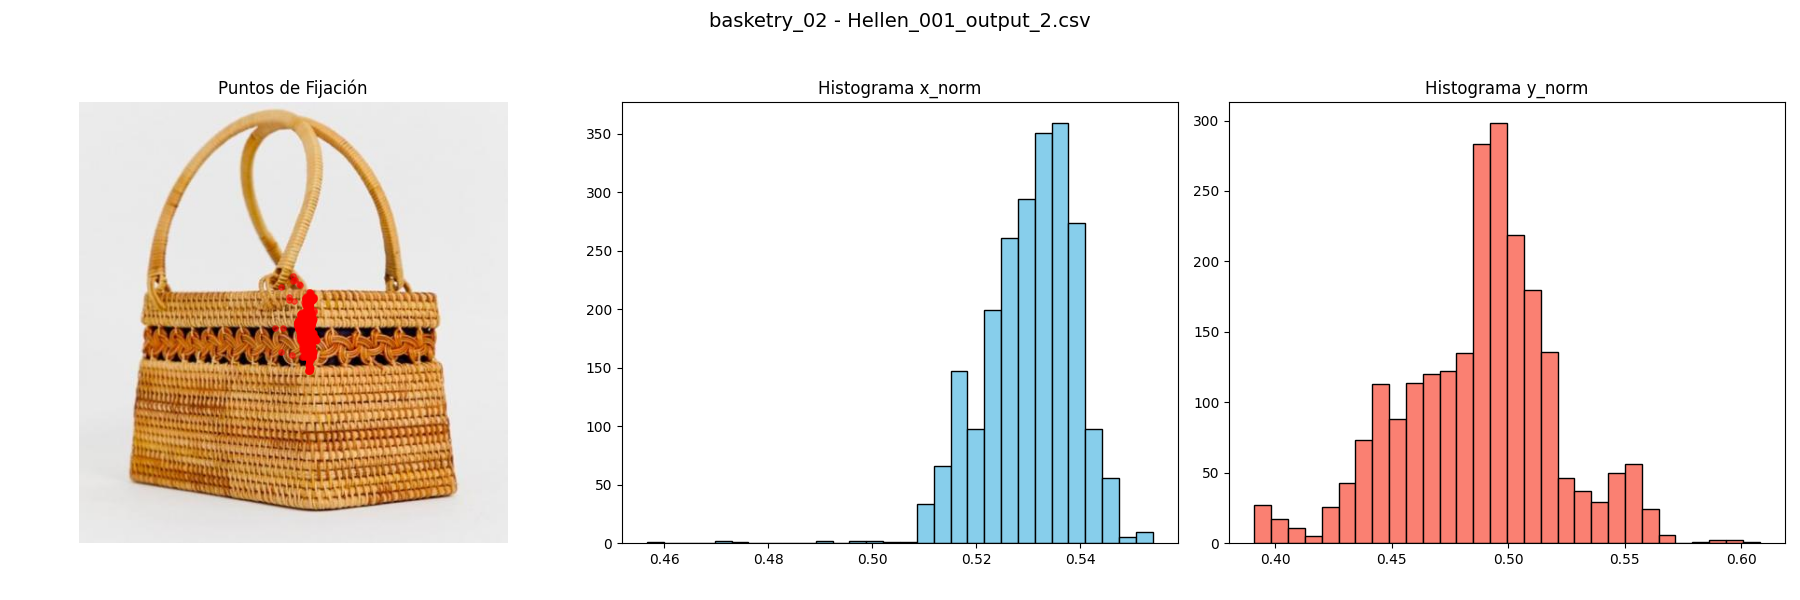 basketry_02 - Hellen_001_output_2.csv
Puntos de Fijación
Histograma x_norm
0
50
100
150
200
250
300
350
0.46 0.48 0.50 0.52 0.54
Histograma y_norm
0
50
100
150
200
250
300
0.40 0.45 0.50 0.55 0.60